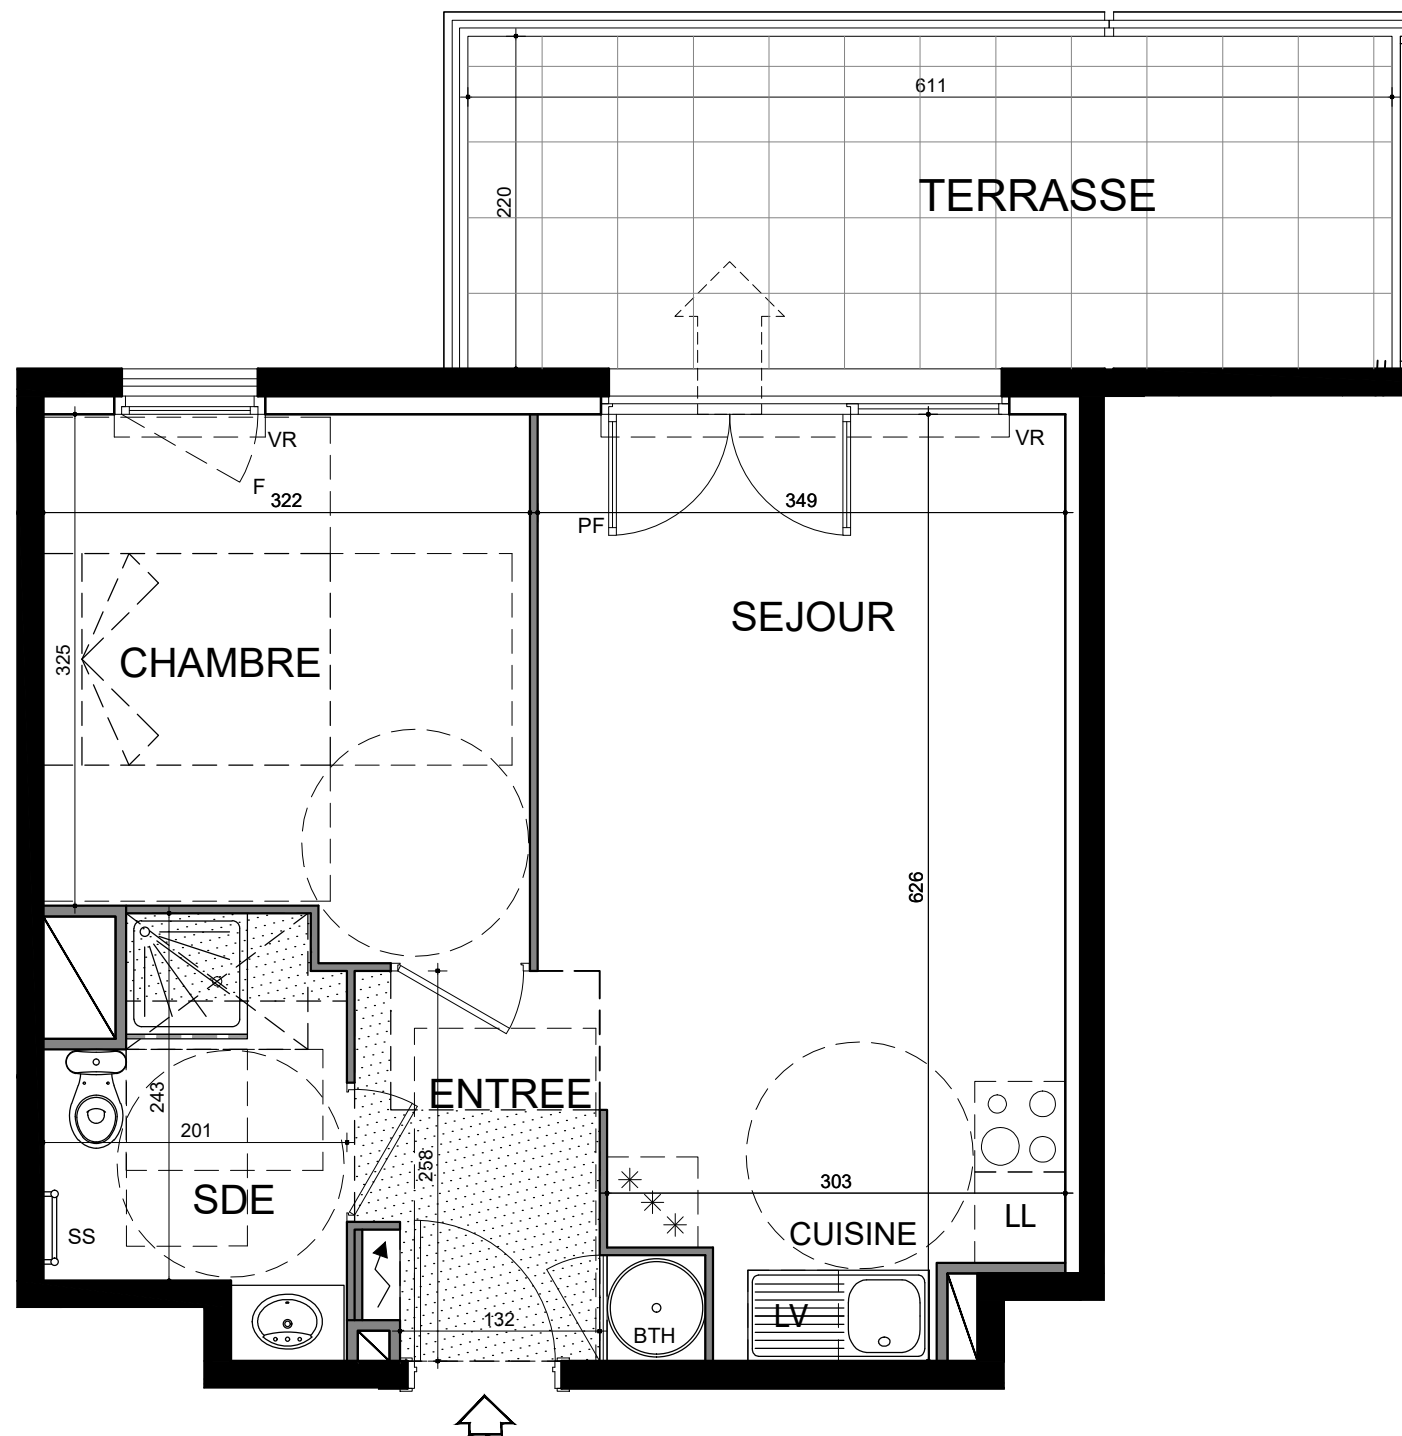 611
220
TERRASSE
VR
VR
F
322
349
PF
SEJOUR
325
CHAMBRE
626
ENTREE
243
201
258
303
SDE
LL
SS
CUISINE
132
LV
BTH